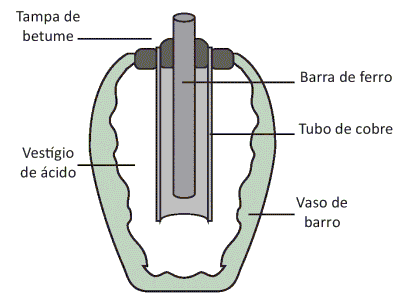 Tampa de
betume
Barra de ferro
Tubo de cobre
Vestígio
de ácido
Vaso de
barro